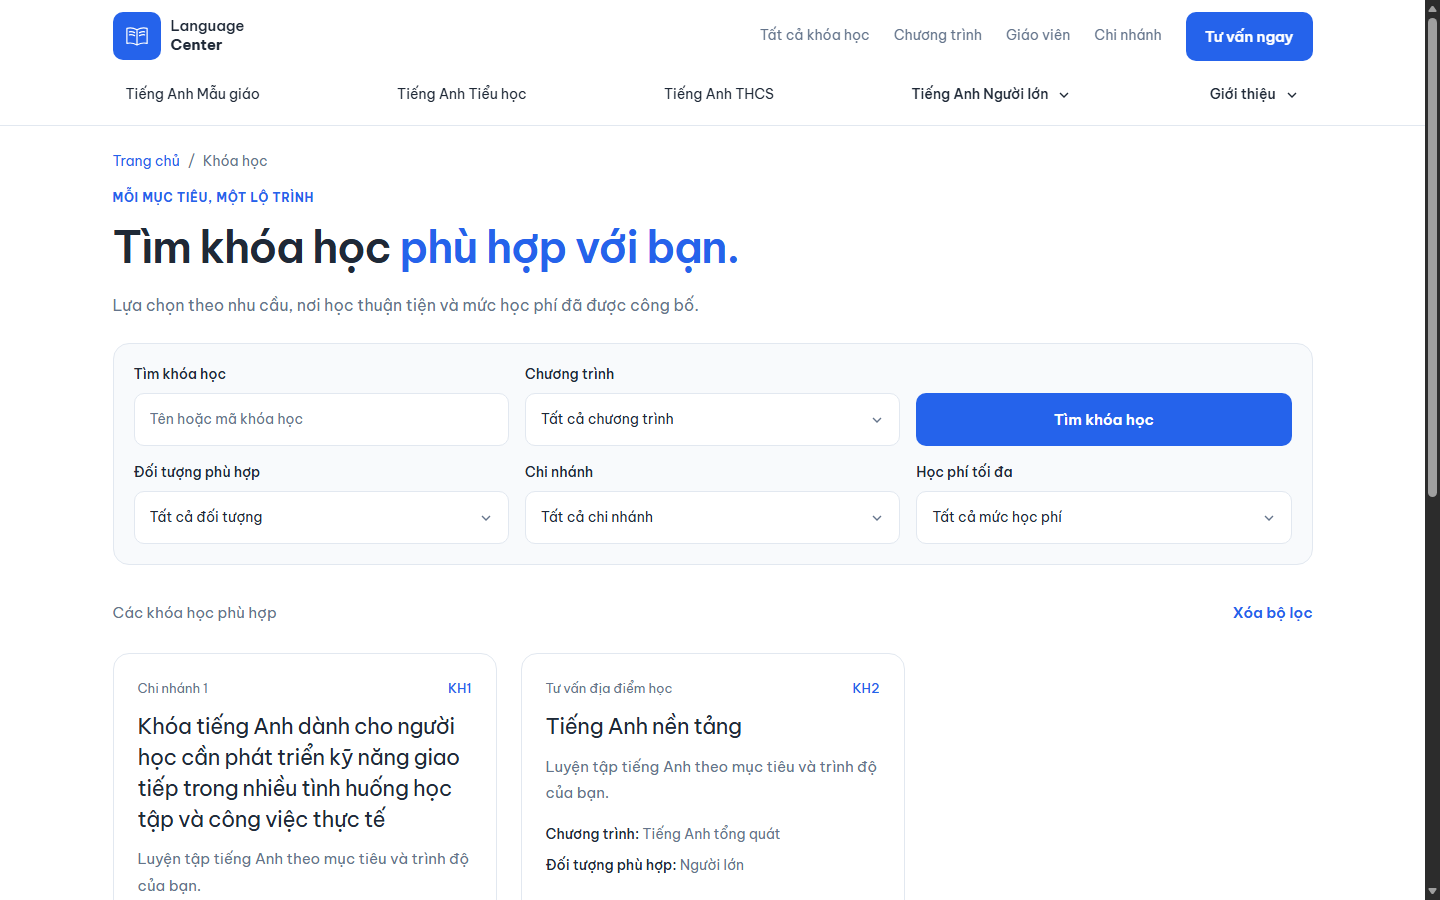 Language
Center
Tất cả khóa học
Chương trình
Giáo viên
Chi nhánh
Tư vấn ngay
Tiếng Anh Mẫu giáo
Tiếng Anh Tiểu học
Tiếng Anh THCS
Tiếng Anh Người lớn
Giới thiệu
Trang chủ / Khóa học
MỖI MỤC TIÊU, MỘT LỘ TRÌNH
Tìm khóa học phù hợp với bạn.
Lựa chọn theo nhu cầu, nơi học thuận tiện và mức học phí đã được công bố.
Tìm khóa học
Tên hoặc mã khóa học
Chương trình
Tất cả chương trình
Tìm khóa học
Đối tượng phù hợp
Tất cả đối tượng
Chi nhánh
Tất cả chi nhánh
Học phí tối đa
Tất cả mức học phí
Các khóa học phù hợp
Xóa bộ lọc
Chi nhánh 1
KH1
Khóa tiếng Anh dành cho người
học cần phát triển kỹ năng giao
tiếp trong nhiều tình huống học
tập và công việc thực tế
Luyện tập tiếng Anh theo mục tiêu và trình độ
của bạn.
Tư vấn địa điểm học
KH2
Tiếng Anh nền tảng
Luyện tập tiếng Anh theo mục tiêu và trình độ
của bạn.
Chương trình: Tiếng Anh tổng quát
Đối tượng phù hợp: Người lớn